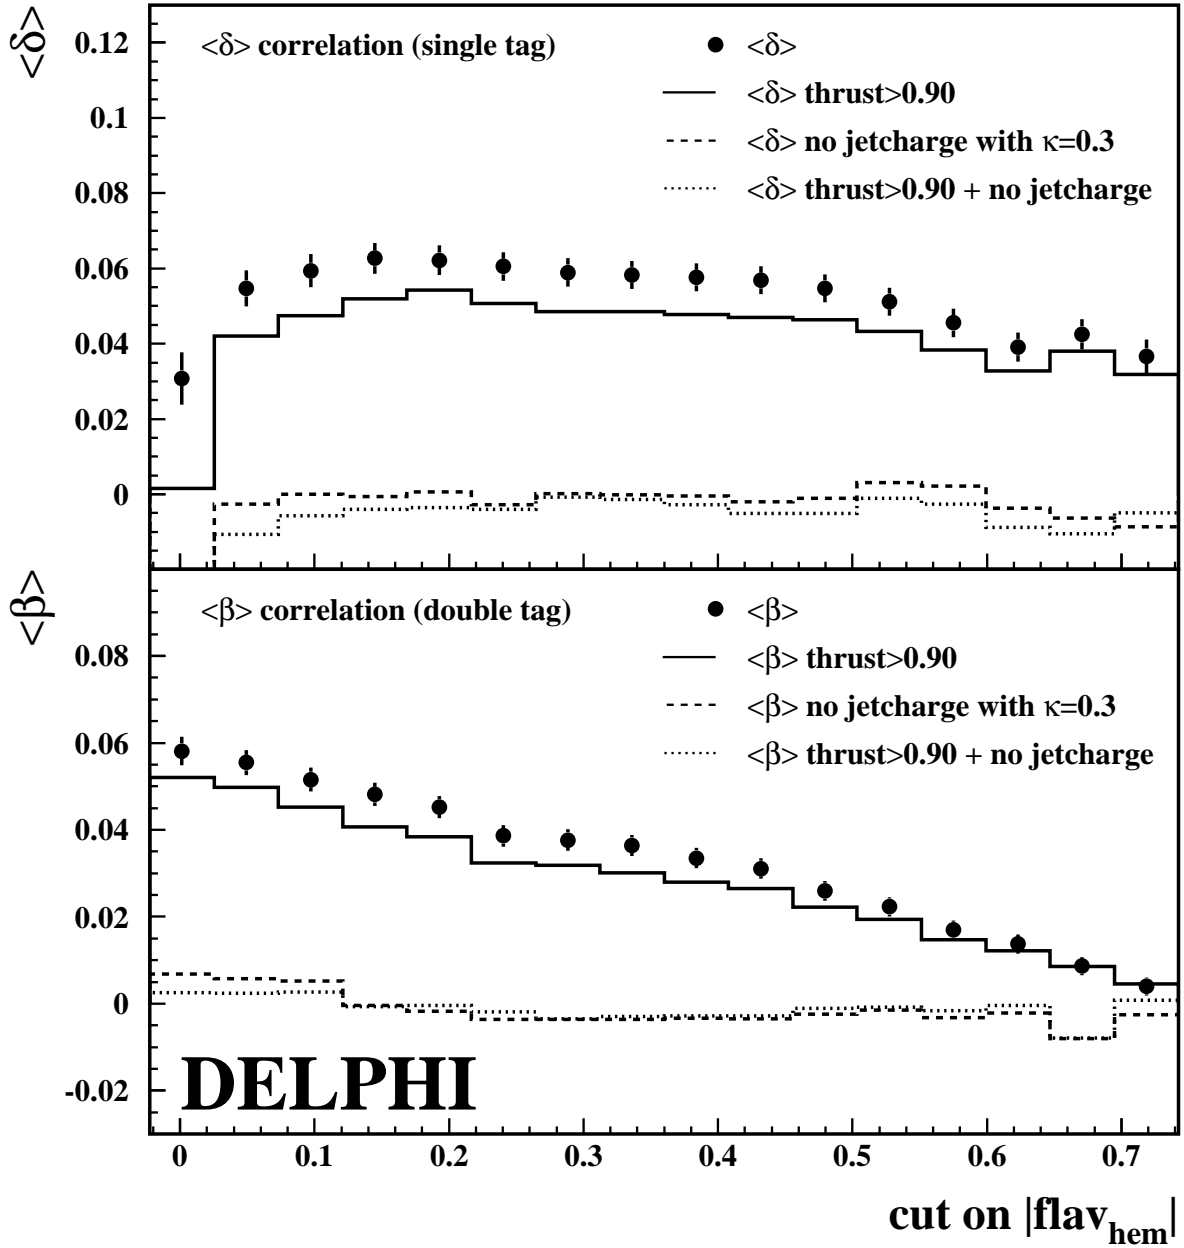 <δ>
0.12
0.1
0.08
0.06
0.04
0.02
0
<δ> correlation (single tag)
<δ>
<δ> thrust>0.90
<δ> no jetcharge with κ=0.3
<δ> thrust>0.90 + no jetcharge
<β>
0.08
0.06
0.04
0.02
0
-0.02
<β> correlation (double tag)
<β>
<β> thrust>0.90
<β> no jetcharge with κ=0.3
<β> thrust>0.90 + no jetcharge
DELPHI
0 0.1 0.2 0.3 0.4 0.5 0.6 0.7
cut on |flav_hem|